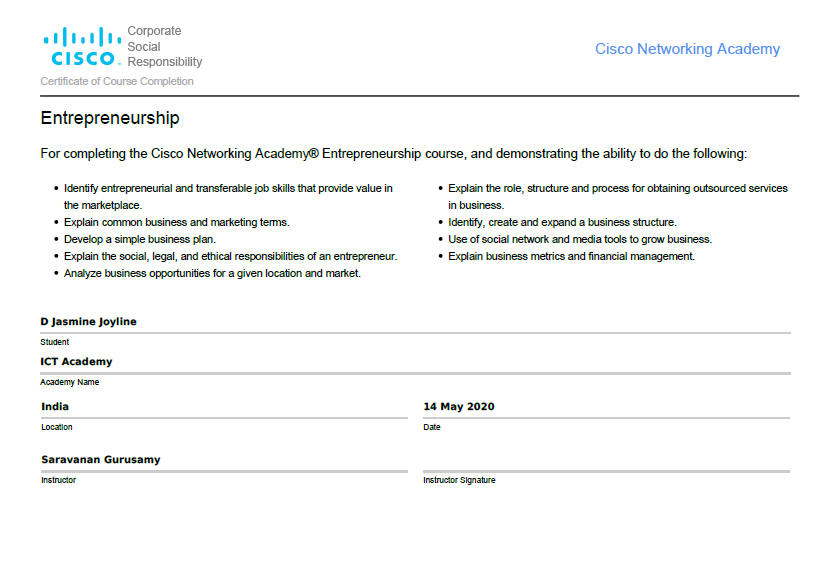 Corporate
Social
Responsibility
CISCO
Cisco Networking Academy
Certificate of Course Completion
Entrepreneurship
For completing the Cisco Networking Academy® Entrepreneurship course, and demonstrating the ability to do the following:
• Identify entrepreneurial and transferable job skills that provide value in
the marketplace.
• Explain common business and marketing terms.
• Develop a simple business plan.
• Explain the social, legal, and ethical responsibilities of an entrepreneur.
• Analyze business opportunities for a given location and market.
• Explain the role, structure and process for obtaining outsourced services
in business.
• Identify, create and expand a business structure.
• Use of social network and media tools to grow business.
• Explain business metrics and financial management.
D Jasmine Joyline
Student
ICT Academy
Academy Name
India
Location
14 May 2020
Date
Saravanan Gurusamy
Instructor
Instructor Signature